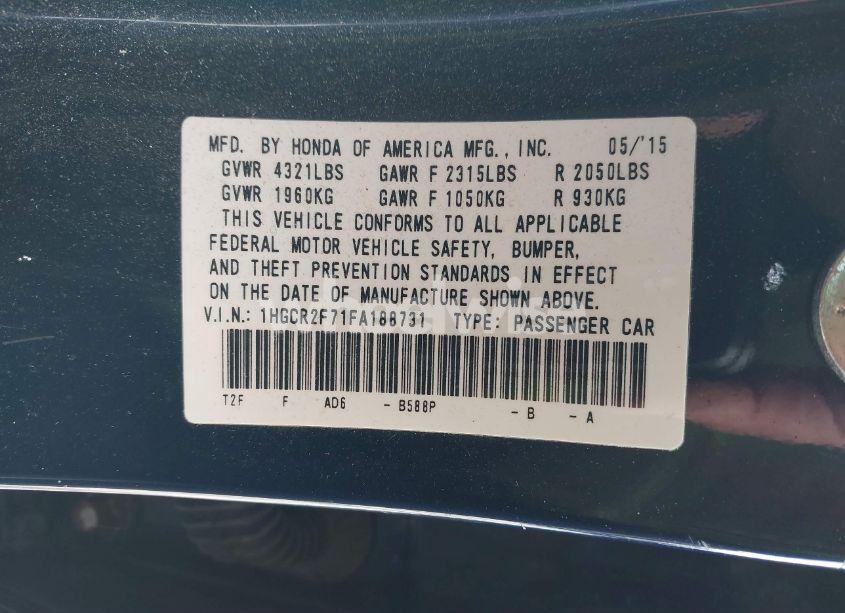 MFD. BY HONDA OF AMERICA MFG., INC. 05/'15
GVWR 4321LBS GAWR F 2315LBS R 2050LBS
GVWR 1960KG GAWR F 1050KG R 930KG
THIS VEHICLE CONFORMS TO ALL APPLICABLE
FEDERAL MOTOR VEHICLE SAFETY, BUMPER,
AND THEFT PREVENTION STANDARDS IN EFFECT
ON THE DATE OF MANUFACTURE SHOWN ABOVE.
V.I.N.: 1HGCR2F71FA188731 TYPE: PASSENGER CAR
T2F F AD6 - B588P - B - A